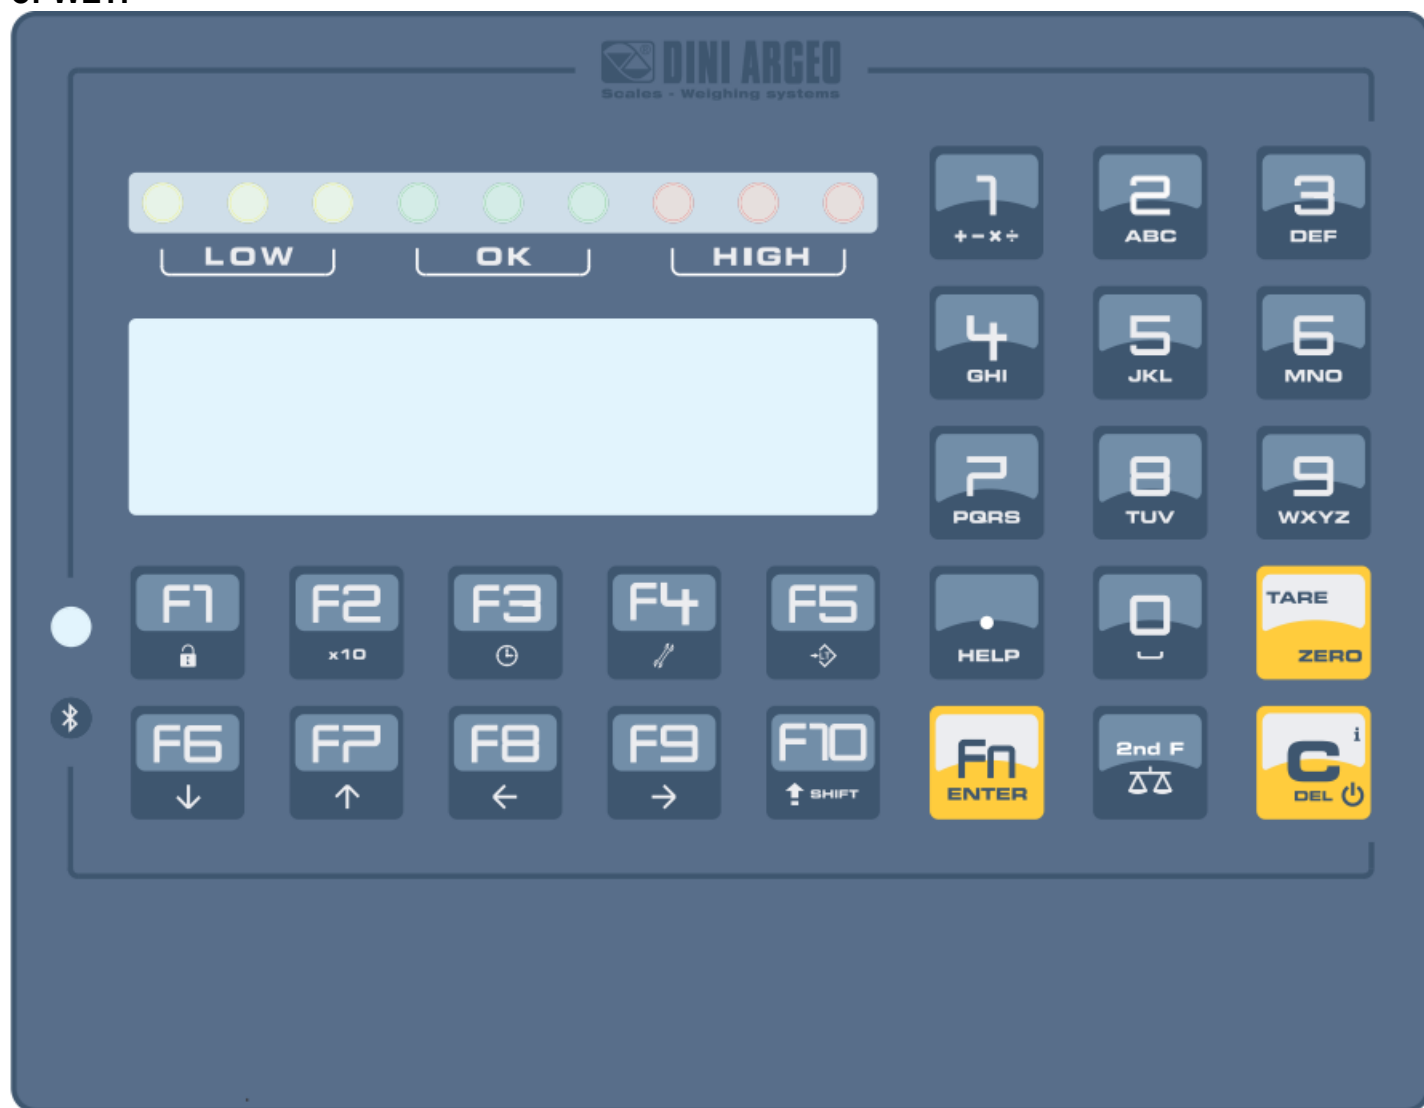 DINI ARGEO
Scales - Weighing systems
LOW OK HIGH
1 2 3
+-×÷ ABC DEF
4 5 6
GHI JKL MNO
7 8 9
PQRS TUV WXYZ
F1 F2 F3 F4 F5 . 0 TARE
x10 HELP ZERO
F6 F7 F8 F9 F10 Fn 2nd F C i
SHIFT ENTER DEL